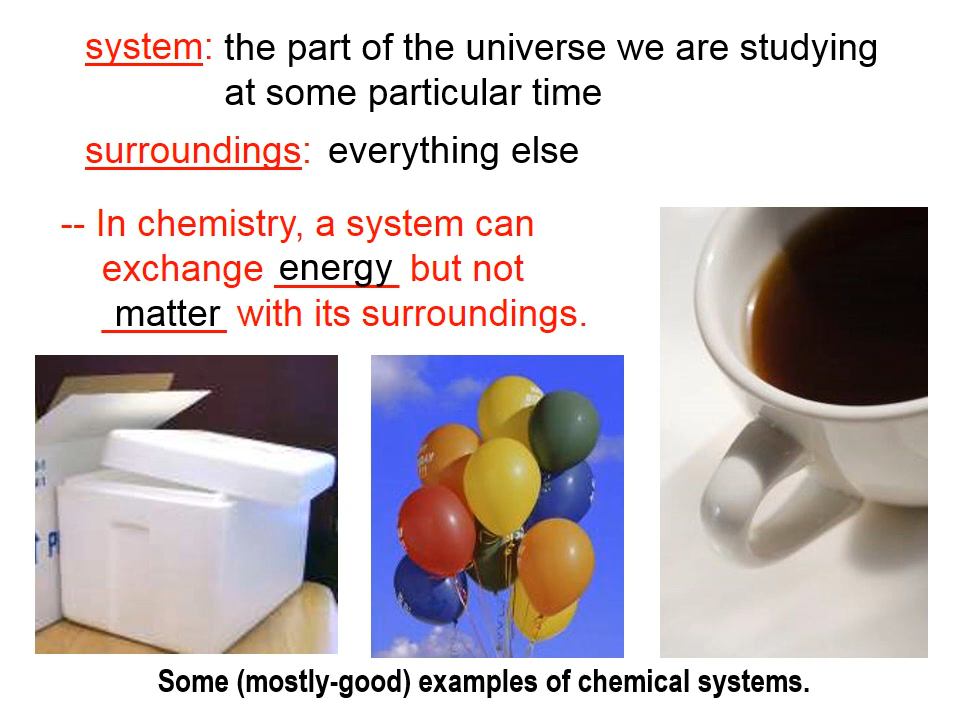 system: the part of the universe we are studying
at some particular time
surroundings: everything else
-- In chemistry, a system can
exchange energy but not
matter with its surroundings.
Some (mostly-good) examples of chemical systems.